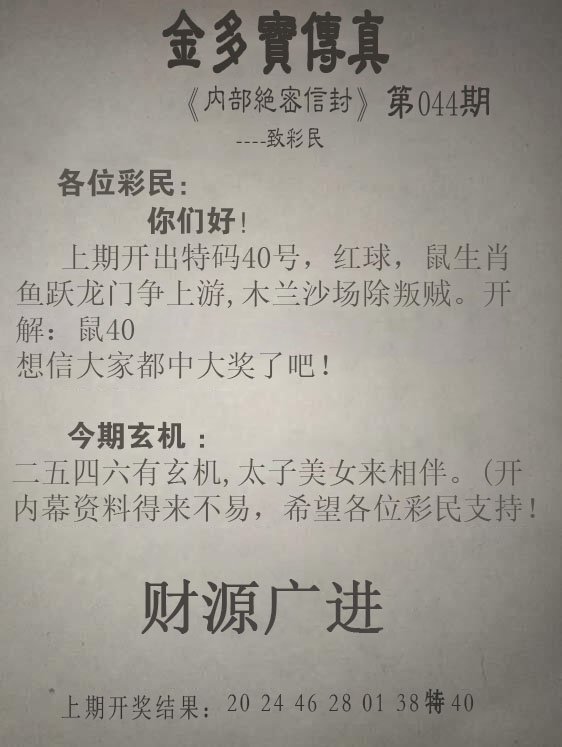 金多寶傳真
《内部絶密信封》第044期
----致彩民
各位彩民：
你们好！
上期开出特码40号，红球，鼠生肖
鱼跃龙门争上游,木兰沙场除叛贼。开
解：鼠40
想信大家都中大奖了吧！
今期玄机：
二五四六有玄机,太子美女来相伴。(开
内幕资料得来不易，希望各位彩民支持！
财源广进
上期开奖结果：20 24 46 28 01 38特40